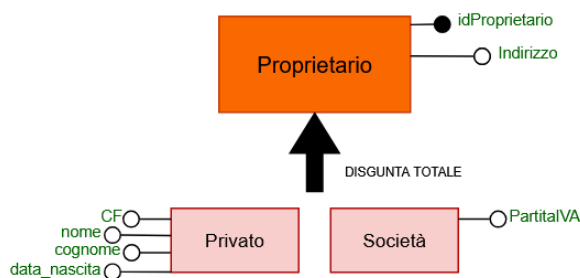 idProprietario
Indirizzo
Proprietario
DISGUNTA TOTALE
CF
nome
cognome
data_nascita
Privato
Società
PartitaIVA